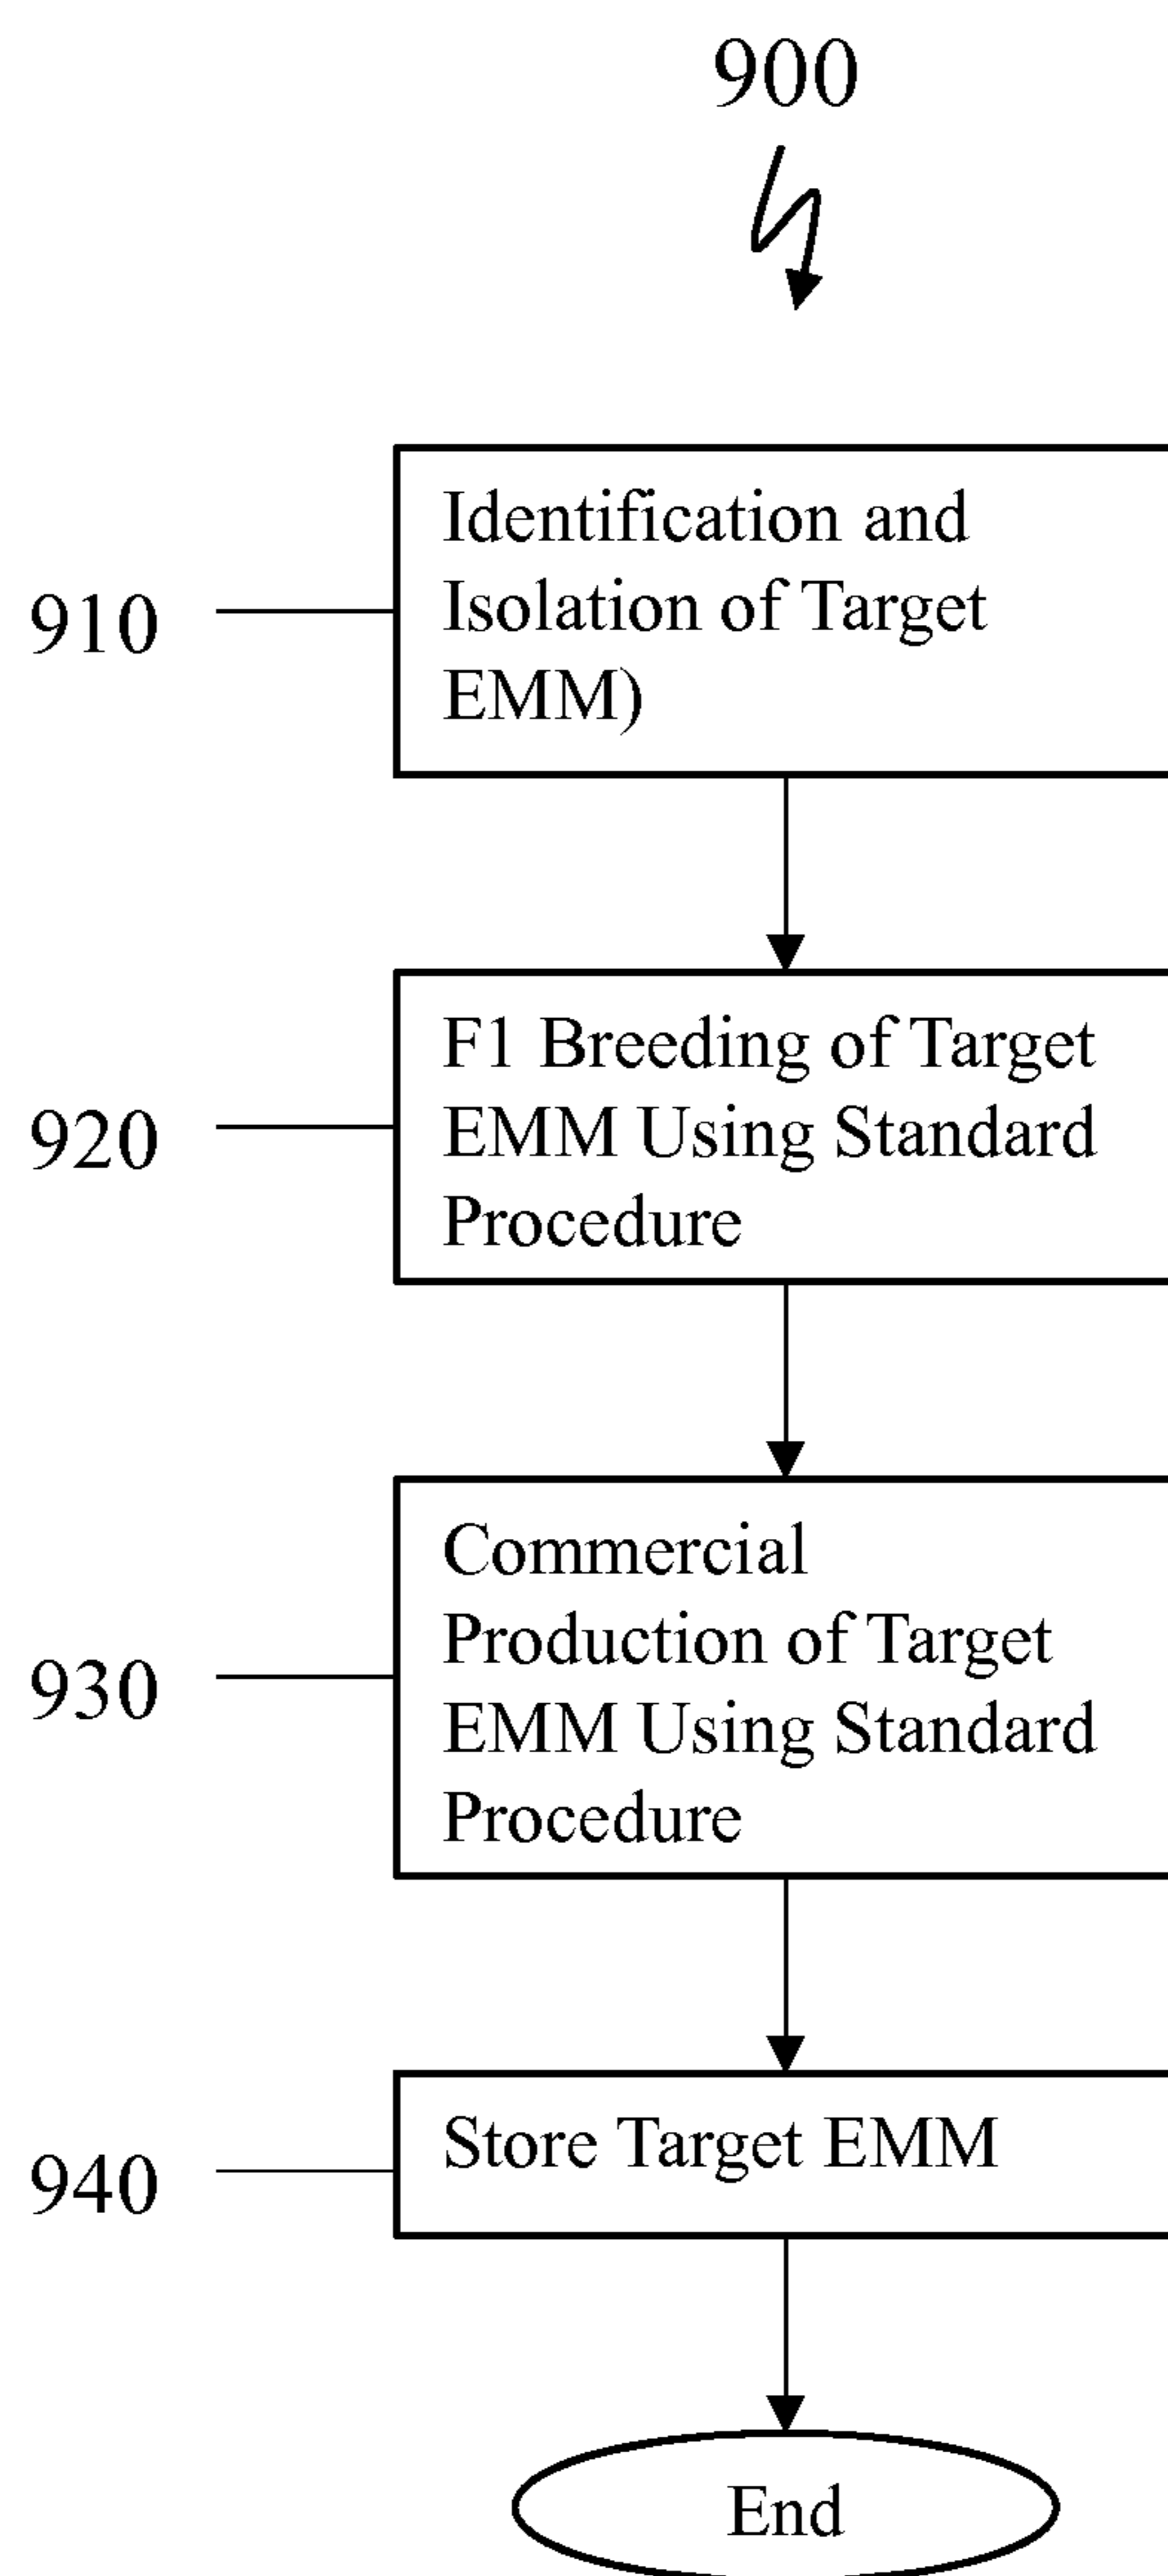 900
910
Identification and
Isolation of Target
EMM)
920
F1 Breeding of Target
EMM Using Standard
Procedure
930
Commercial
Production of Target
EMM Using Standard
Procedure
940
Store Target EMM
End